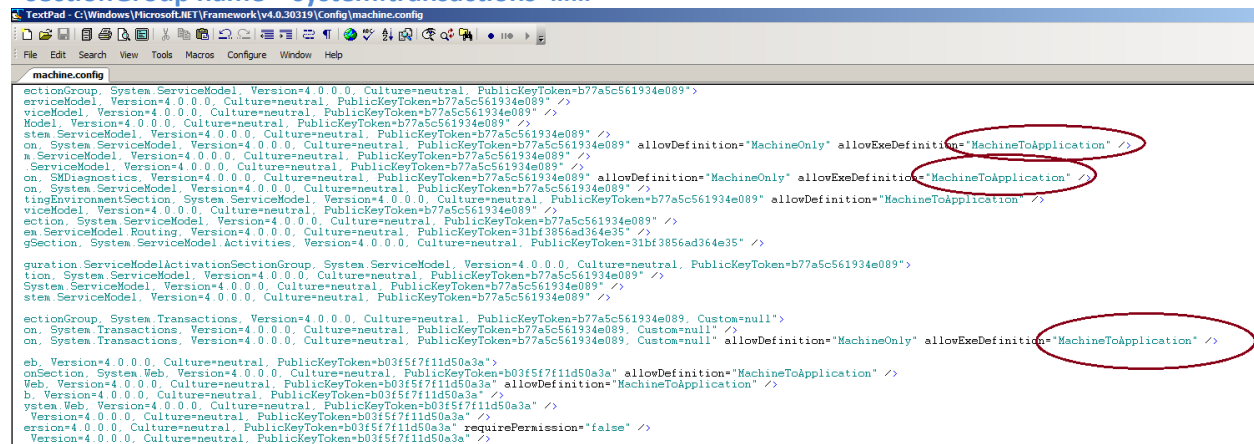 TextPad - C:\Windows\Microsoft.NET\Framework\v4.0.30319\Config\machine.config
File Edit Search View Tools Macros Configure Window Help
machine.config
ectionGroup, System.ServiceModel, Version=4.0.0.0, Culture=neutral, PublicKeyToken=b77a5c561934e089">
erviceModel, Version=4.0.0.0, Culture=neutral, PublicKeyToken=b77a5c561934e089" />
viceModel, Version=4.0.0.0, Culture=neutral, PublicKeyToken=b77a5c561934e089" />
Model, Version=4.0.0.0, Culture=neutral, PublicKeyToken=b77a5c561934e089" />
stem.ServiceModel, Version=4.0.0.0, Culture=neutral, PublicKeyToken=b77a5c561934e089" />
on, System.ServiceModel, Version=4.0.0.0, Culture=neutral, PublicKeyToken=b77a5c561934e089" allowDefinition="MachineOnly" allowExeDefinition="MachineToApplication" />
m.ServiceModel, Version=4.0.0.0, Culture=neutral, PublicKeyToken=b77a5c561934e089" />
.ServiceModel, Version=4.0.0.0, Culture=neutral, PublicKeyToken=b77a5c561934e089" />
on, SMDiagnostics, Version=4.0.0.0, Culture=neutral, PublicKeyToken=b77a5c561934e089" allowDefinition="MachineOnly" allowExeDefinition="MachineToApplication" />
on, System.ServiceModel, Version=4.0.0.0, Culture=neutral, PublicKeyToken=b77a5c561934e089" />
tingEnvironmentSection, System.ServiceModel, Version=4.0.0.0, Culture=neutral, PublicKeyToken=b77a5c561934e089" allowDefinition="MachineToApplication" />
viceModel, Version=4.0.0.0, Culture=neutral, PublicKeyToken=b77a5c561934e089" />
ection, System.ServiceModel, Version=4.0.0.0, Culture=neutral, PublicKeyToken=b77a5c561934e089" />
em.ServiceModel.Routing, Version=4.0.0.0, Culture=neutral, PublicKeyToken=31bf3856ad364e35" />
gSection, System.ServiceModel.Activities, Version=4.0.0.0, Culture=neutral, PublicKeyToken=31bf3856ad364e35" />
guration.ServiceModelActivationSectionGroup, System.ServiceModel, Version=4.0.0.0, Culture=neutral, PublicKeyToken=b77a5c561934e089">
tion, System.ServiceModel, Version=4.0.0.0, Culture=neutral, PublicKeyToken=b77a5c561934e089" />
System.ServiceModel, Version=4.0.0.0, Culture=neutral, PublicKeyToken=b77a5c561934e089" />
stem.ServiceModel, Version=4.0.0.0, Culture=neutral, PublicKeyToken=b77a5c561934e089" />
ectionGroup, System.Transactions, Version=4.0.0.0, Culture=neutral, PublicKeyToken=b77a5c561934e089, Custom=null">
on, System.Transactions, Version=4.0.0.0, Culture=neutral, PublicKeyToken=b77a5c561934e089, Custom=null" />
on, System.Transactions, Version=4.0.0.0, Culture=neutral, PublicKeyToken=b77a5c561934e089, Custom=null" allowDefinition="MachineOnly" allowExeDefinition="MachineToApplication" />
eb, Version=4.0.0.0, Culture=neutral, PublicKeyToken=b03f5f7f11d50a3a">
onSection, System.Web, Version=4.0.0.0, Culture=neutral, PublicKeyToken=b03f5f7f11d50a3a" allowDefinition="MachineToApplication" />
Web, Version=4.0.0.0, Culture=neutral, PublicKeyToken=b03f5f7f11d50a3a" allowDefinition="MachineToApplication" />
b, Version=4.0.0.0, Culture=neutral, PublicKeyToken=b03f5f7f11d50a3a" />
ystem.Web, Version=4.0.0.0, Culture=neutral, PublicKeyToken=b03f5f7f11d50a3a" />
Version=4.0.0.0, Culture=neutral, PublicKeyToken=b03f5f7f11d50a3a" />
ersion=4.0.0.0, Culture=neutral, PublicKeyToken=b03f5f7f11d50a3a" requirePermission="false" />
Version=4.0.0.0, Culture=neutral, PublicKeyToken=b03f5f7f11d50a3a" />